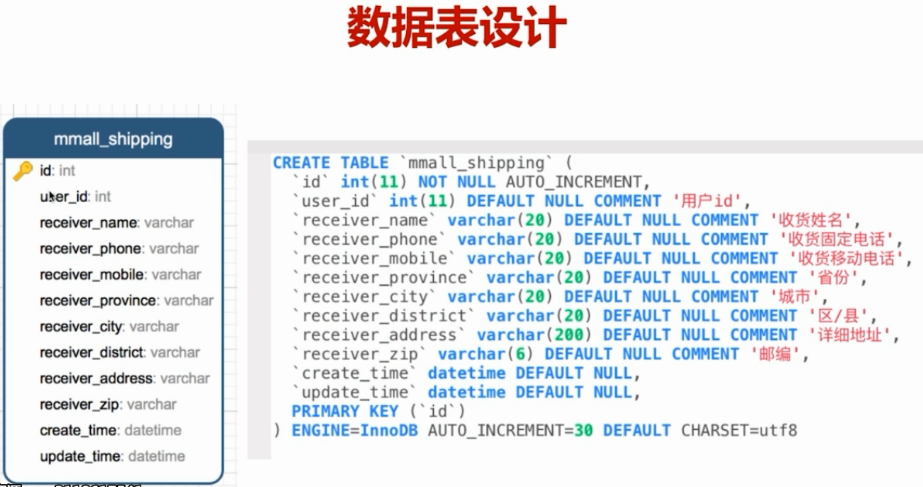 数据表设计
mmall_shipping
id: int
user_id: int
receiver_name: varchar
receiver_phone: varchar
receiver_mobile: varchar
receiver_province: varchar
receiver_city: varchar
receiver_district: varchar
receiver_address: varchar
receiver_zip: varchar
create_time: datetime
update_time: datetime
CREATE TABLE `mmall_shipping` (
`id` int(11) NOT NULL AUTO_INCREMENT,
`user_id` int(11) DEFAULT NULL COMMENT '用户id',
`receiver_name` varchar(20) DEFAULT NULL COMMENT '收货姓名',
`receiver_phone` varchar(20) DEFAULT NULL COMMENT '收货固定电话',
`receiver_mobile` varchar(20) DEFAULT NULL COMMENT '收货移动电话',
`receiver_province` varchar(20) DEFAULT NULL COMMENT '省份',
`receiver_city` varchar(20) DEFAULT NULL COMMENT '城市',
`receiver_district` varchar(20) DEFAULT NULL COMMENT '区/县',
`receiver_address` varchar(200) DEFAULT NULL COMMENT '详细地址',
`receiver_zip` varchar(6) DEFAULT NULL COMMENT '邮编',
`create_time` datetime DEFAULT NULL,
`update_time` datetime DEFAULT NULL,
PRIMARY KEY (`id`)
) ENGINE=InnoDB AUTO_INCREMENT=30 DEFAULT CHARSET=utf8